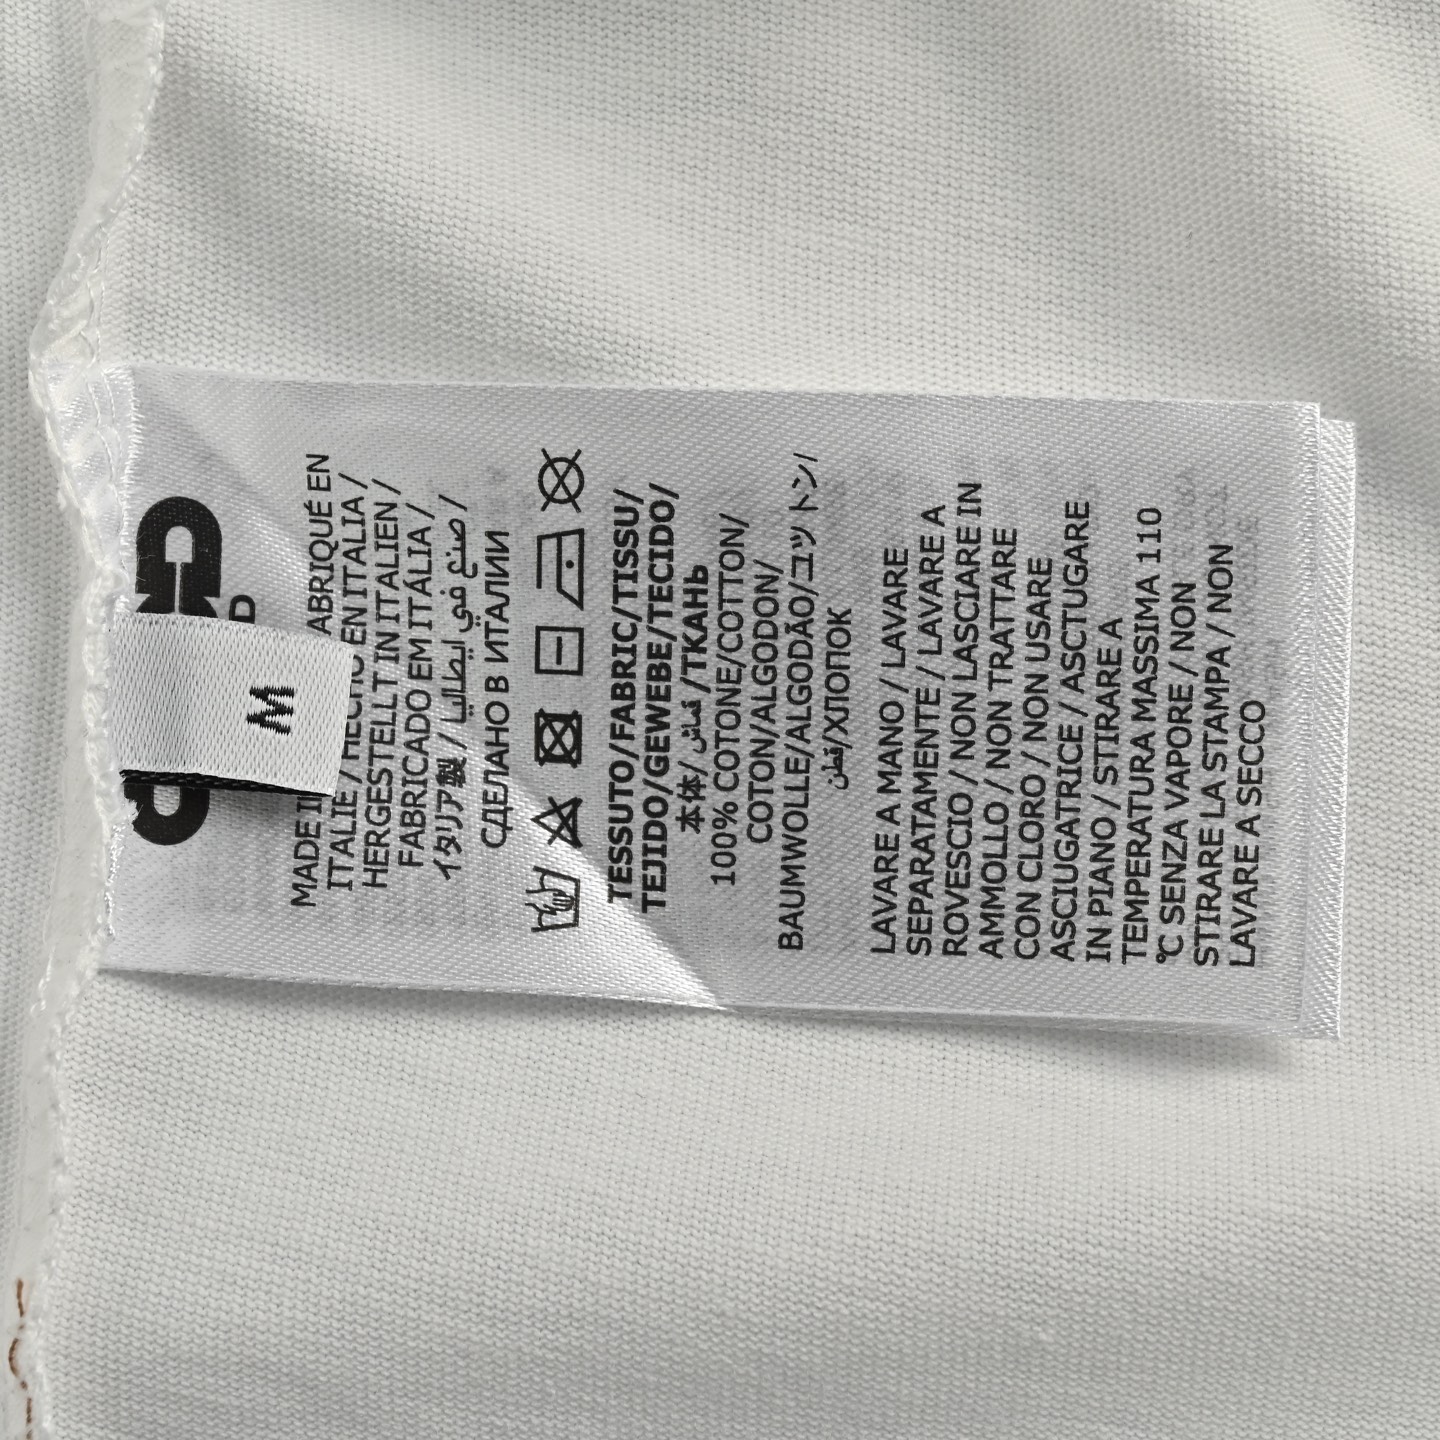 M
MADE I ABRIQUÉ EN
ITALIE / HECHO EN ITALIA /
HERGESTELLT IN ITALIEN /
FABRICADO EM ITÁLIA /
イタリア製 / صنع في ايطاليا /
СДЕЛАНО В ИТАЛИИ
TESSUTO/FABRIC/TISSU/
TEJIDO/GEWEBE/TECIDO/
本体/ قماش /ТКАНЬ
100% COTONE/COTTON/
COTON/ALGODON/
BAUMWOLLE/ALGODÃO/コットン/
قطن/ХЛОПОК
LAVARE A MANO / LAVARE
SEPARATAMENTE / LAVARE A
ROVESCIO / NON LASCIARE IN
AMMOLLO / NON TRATTARE
CON CLORO / NON USARE
ASCIUGATRICE / ASCTUGARE
IN PIANO / STIRARE A
TEMPERATURA MASSIMA 110
℃ SENZA VAPORE / NON
STIRARE LA STAMPA / NON
LAVARE A SECCO